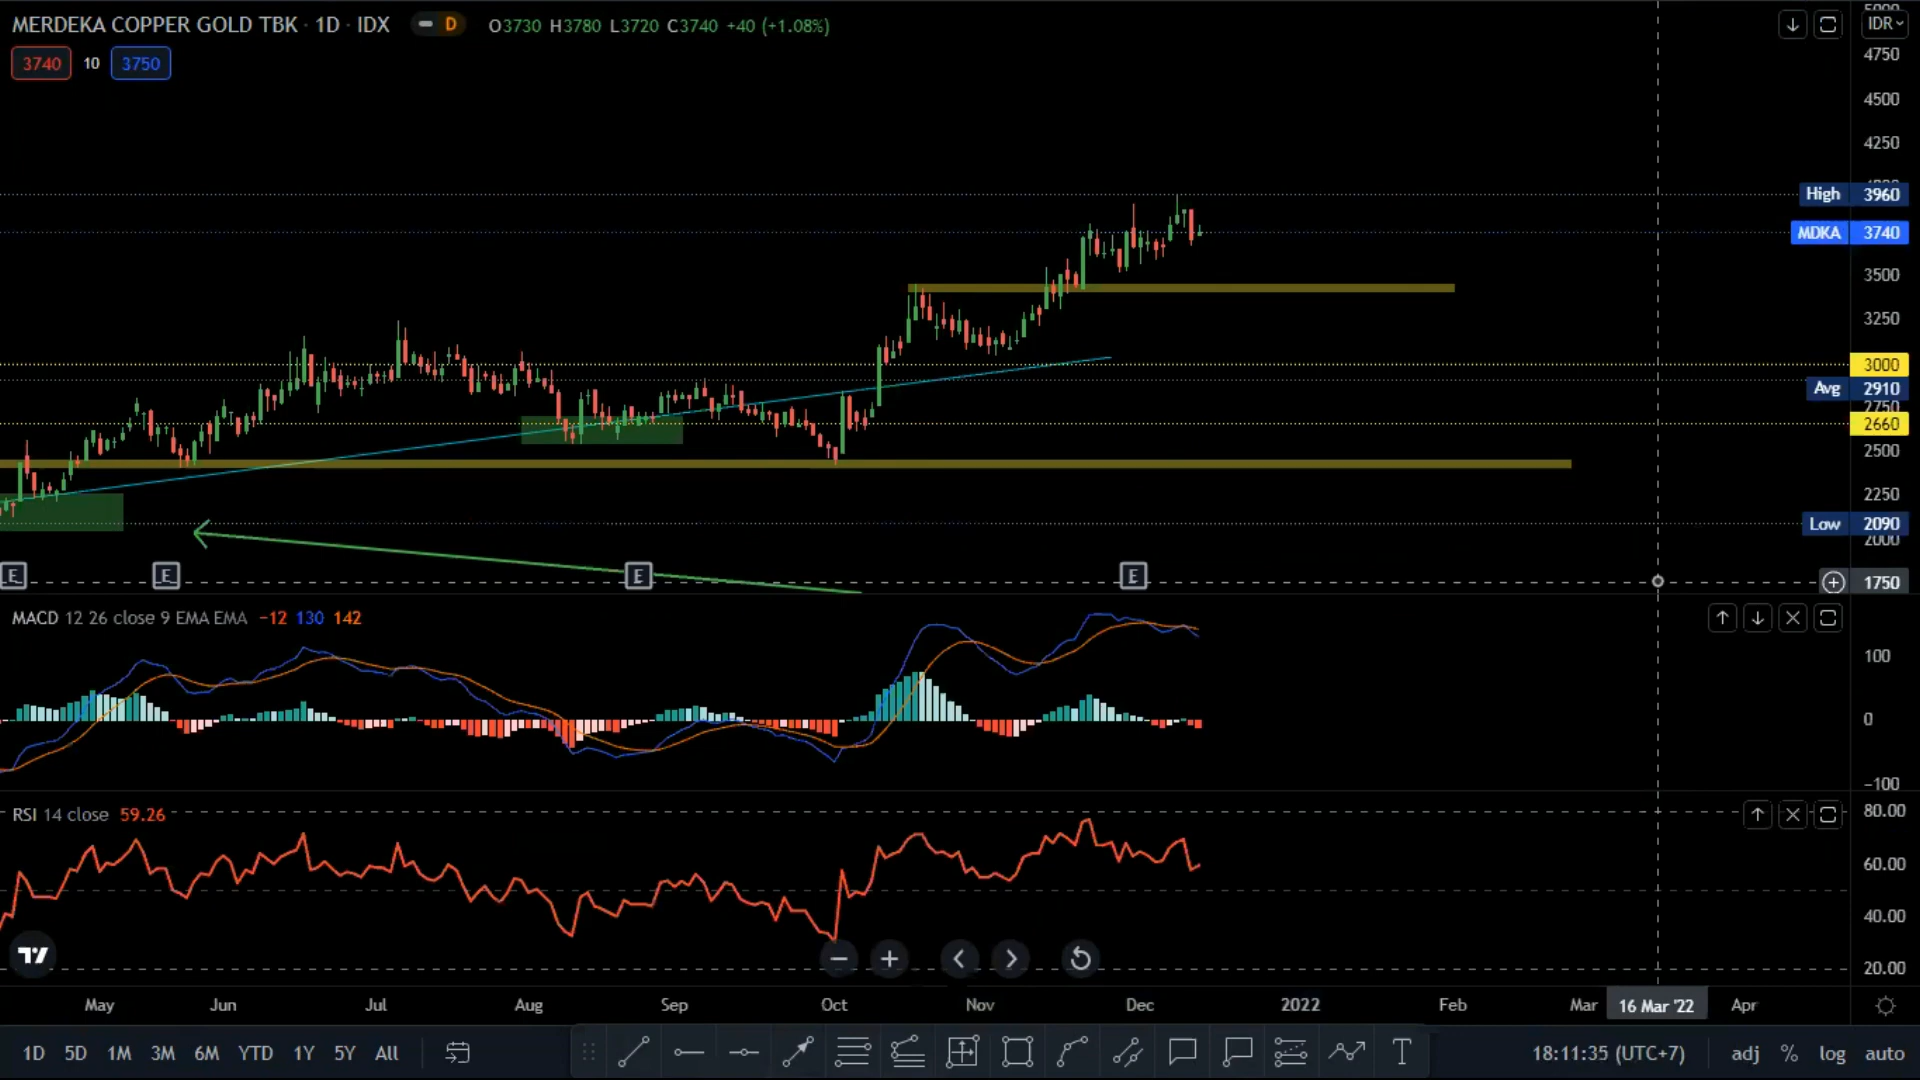 MERDEKA COPPER GOLD TBK · 1D · IDX D O3730 H3780 L3720 C3740 +40 (+1.08%)
IDR
3740 10 3750
4750
4500
4250
High 3960
MDKA 3740
3500
3250
3000
Avg 2910
2750
2660
2500
2250
Low 2090
2000
E E E E
1750
MACD 12 26 close 9 EMA EMA −12 130 142
100
0
−100
RSI 14 close 59.26
80.00
60.00
40.00
20.00
May Jun Jul Aug Sep Oct Nov Dec 2022 Feb Mar 16 Mar '22 Apr
1D 5D 1M 3M 6M YTD 1Y 5Y All T 18:11:35 (UTC+7) adj % log auto